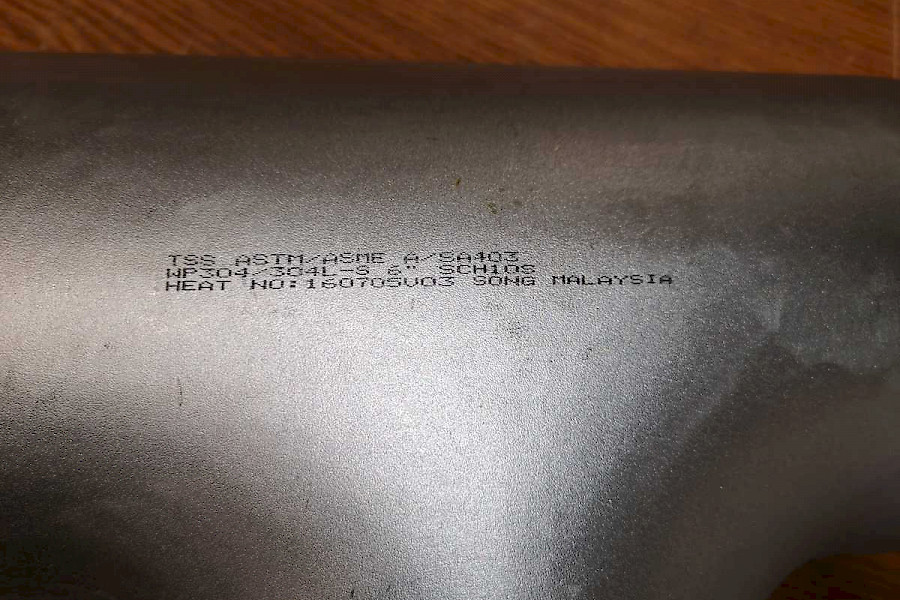 TSS ASTM/ASME A/SA403
WP304/304L-S 6" SCH10S
HEAT NO:160705V03 SONG MALAYSIA